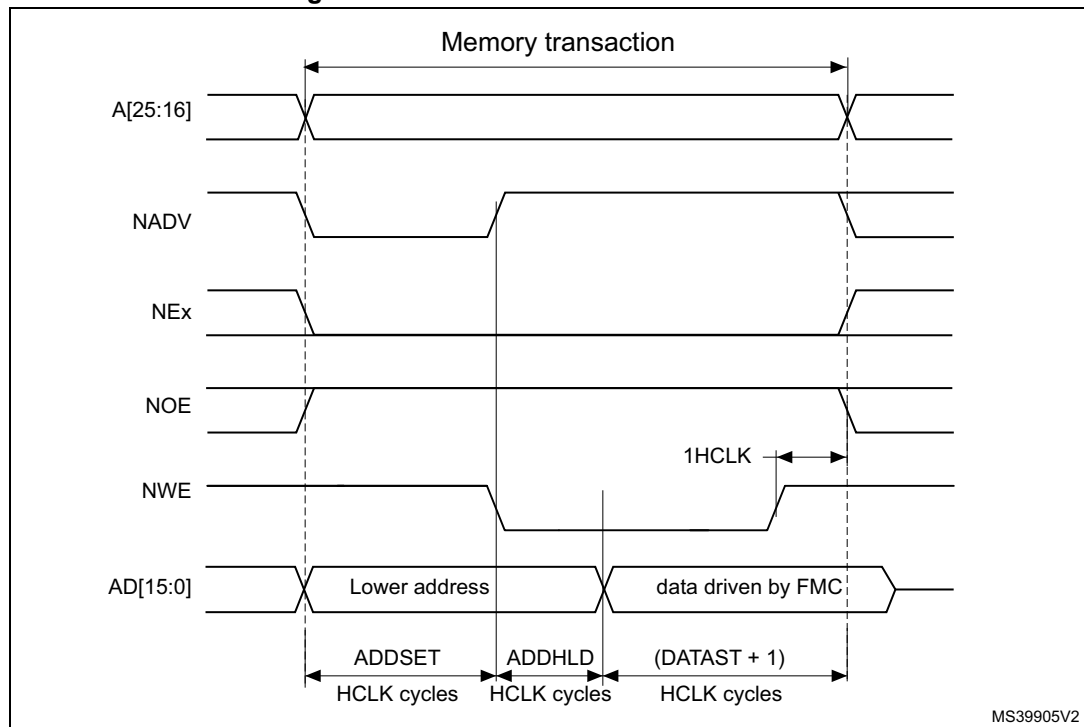 Memory transaction
A[25:16]
NADV
NEx
NOE
1HCLK
NWE
AD[15:0]
Lower address
data driven by FMC
ADDSET
ADDHLD
(DATAST + 1)
HCLK cycles
HCLK cycles
HCLK cycles
MS39905V2